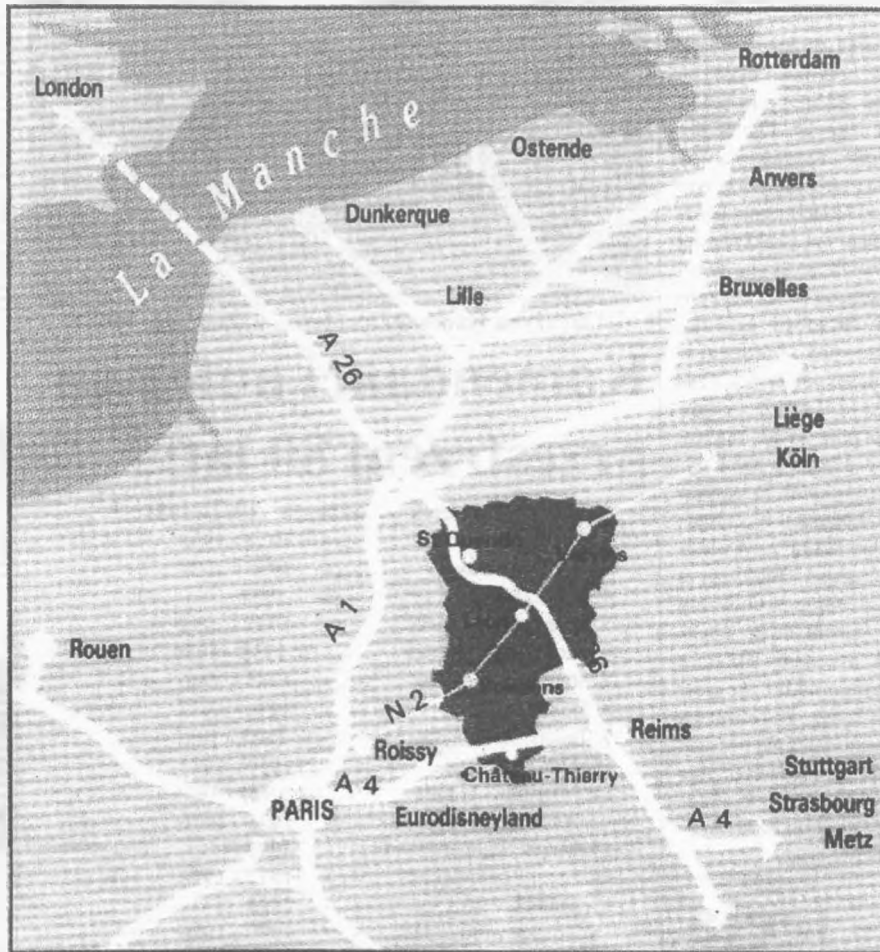 Rotterdam
London
La Manche
Ostende
Anvers
Dunkerque
Bruxelles
Lille
A 26
Liège
Köln
A 1
Rouen
N 2
Reims
Roissy
Château-Thierry
Stuttgart
A 4
PARIS
Eurodisneyland
A 4
Strasbourg
Metz